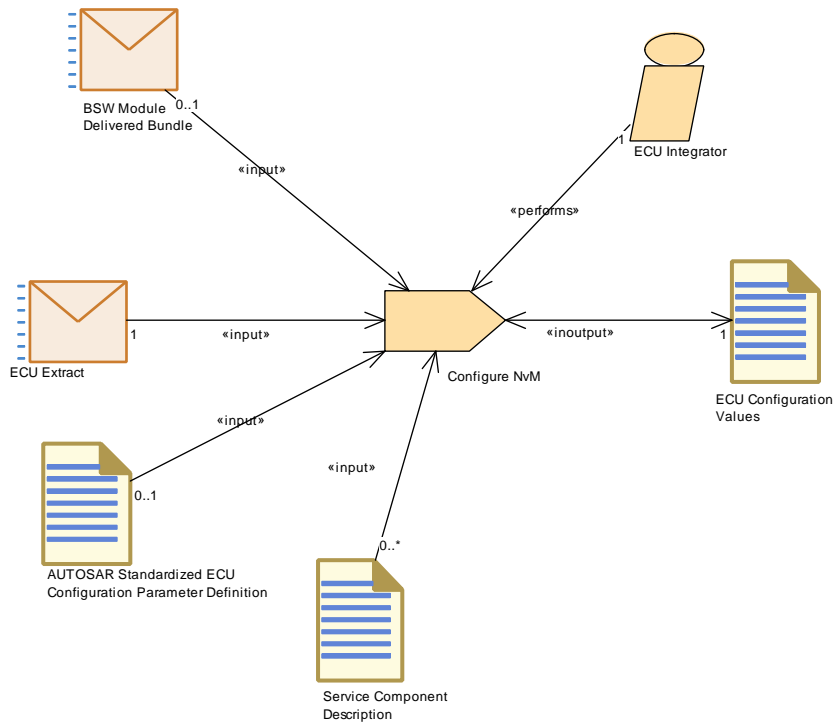 0..1
BSW Module
Delivered Bundle
1
ECU Integrator
«input»
«performs»
1
«input»
ECU Extract
«inoutput»
1
Configure NvM
ECU Configuration
Values
«input»
«input»
0..1
0..*
AUTOSAR Standardized ECU
Configuration Parameter Definition
Service Component
Description